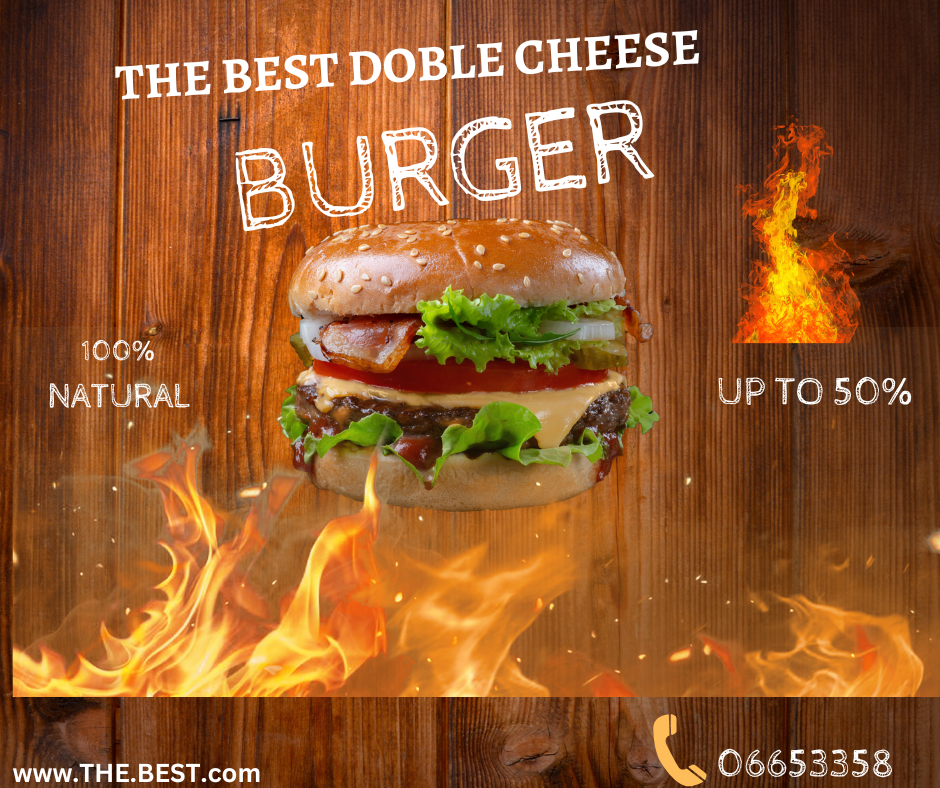 THE BEST DOBLE CHEESE
BURGER
100%
NATURAL
UP TO 50%
www.THE.BEST.com
06653358